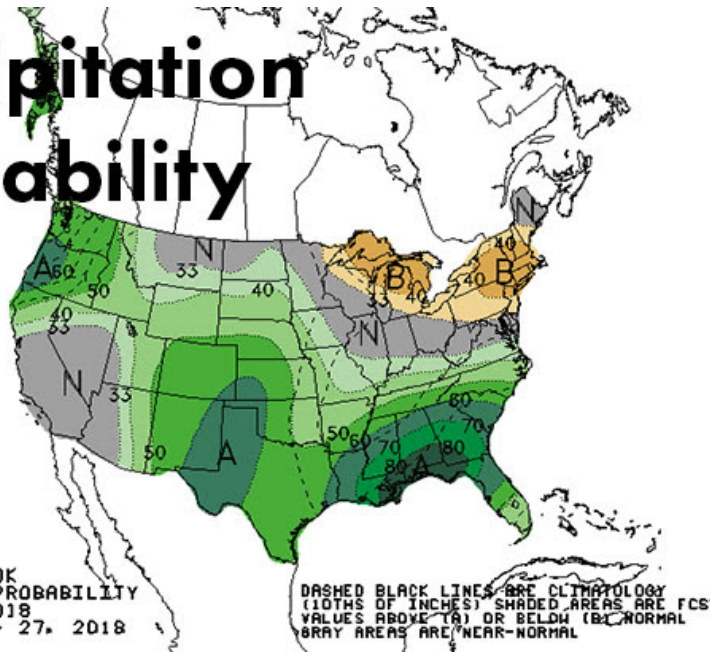 pitation
ability
N
40
N
A
60
33
B
40
B
50
40
33
40
40
33
N
N
33
60
50
50
60
70
70
80
A
80
A
OK
PROBABILITY
018
27, 2018
DASHED BLACK LINES ARE CLIMATOLOGY
(10THS OF INCHES) SHADED AREAS ARE FCST
VALUES ABOVE (A) OR BELOW (B) NORMAL
GRAY AREAS ARE NEAR-NORMAL